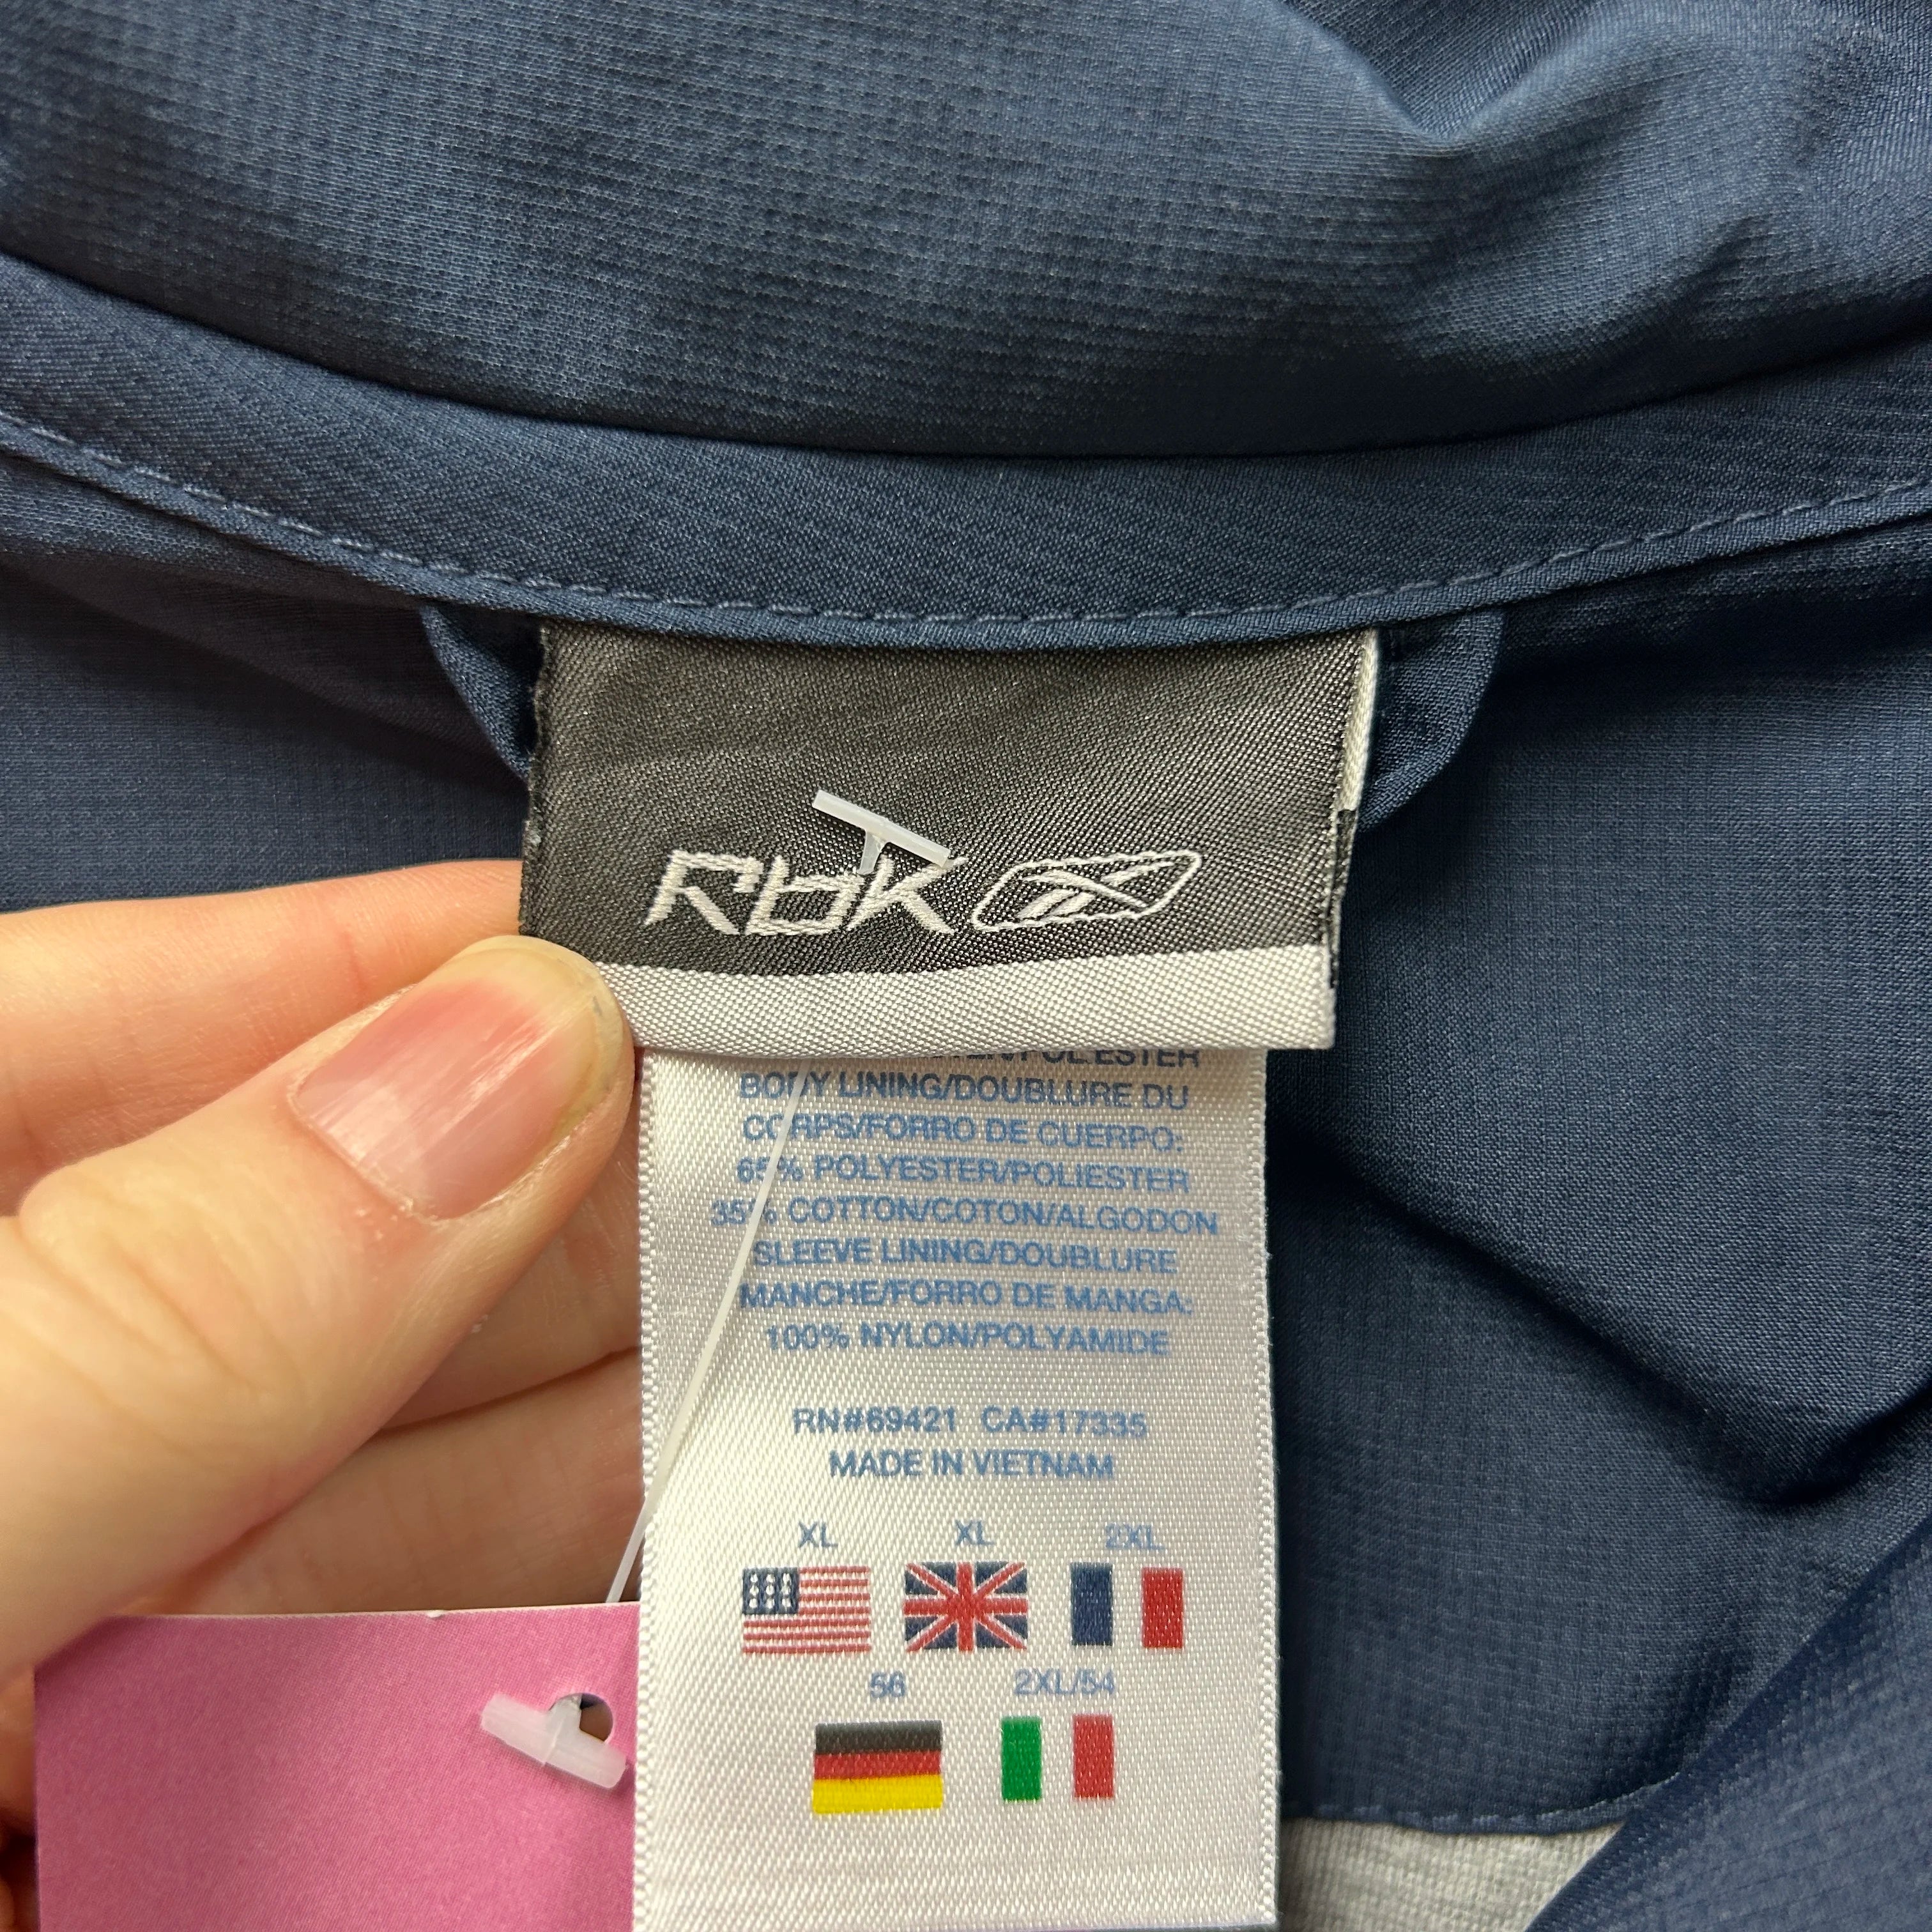 Rbk
POLIESTER
BODY LINING/DOUBLURE DU
CORPS/FORRO DE CUERPO:
65% POLYESTER/POLIESTER
35% COTTON/COTON/ALGODON
SLEEVE LINING/DOUBLURE
MANCHE/FORRO DE MANGA:
100% NYLON/POLYAMIDE
RN#69421 CA#17335
MADE IN VIETNAM
XL XL 2XL
56 2XL/54